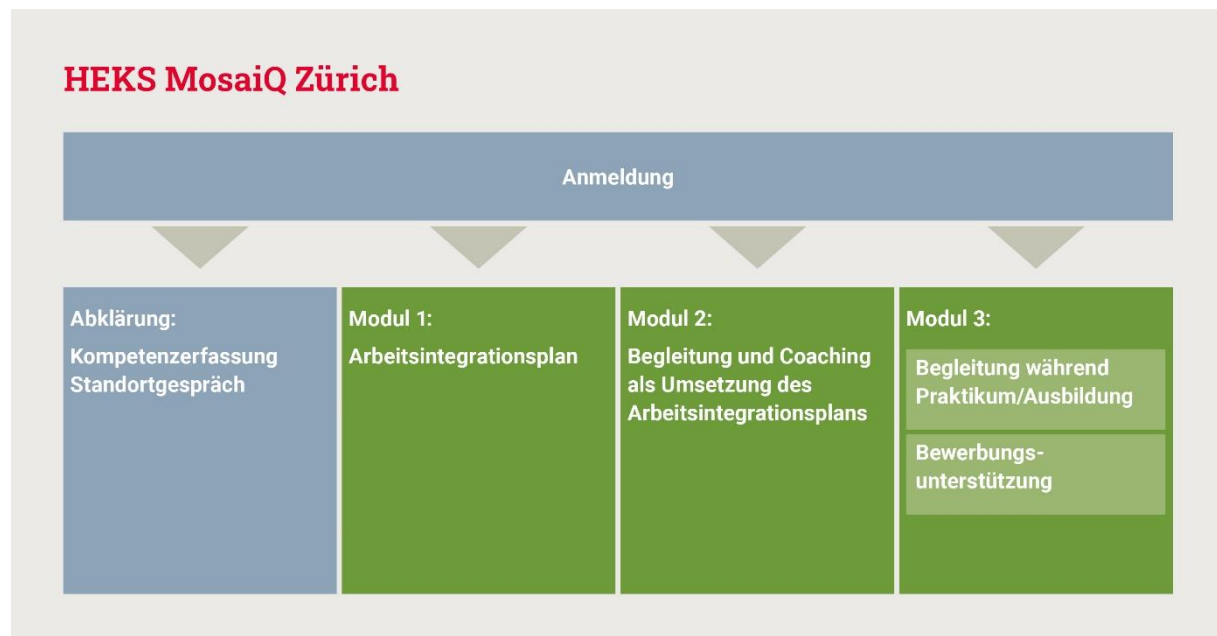 HEKS MosaiQ Zürich
Anmeldung
Abklärung:
Kompetenzerfassung
Standortgespräch
Modul 1:
Arbeitsintegrationsplan
Modul 2:
Begleitung und Coaching
als Umsetzung des
Arbeitsintegrationsplans
Modul 3:
Begleitung während
Praktikum/Ausbildung
Bewerbungs-
unterstützung